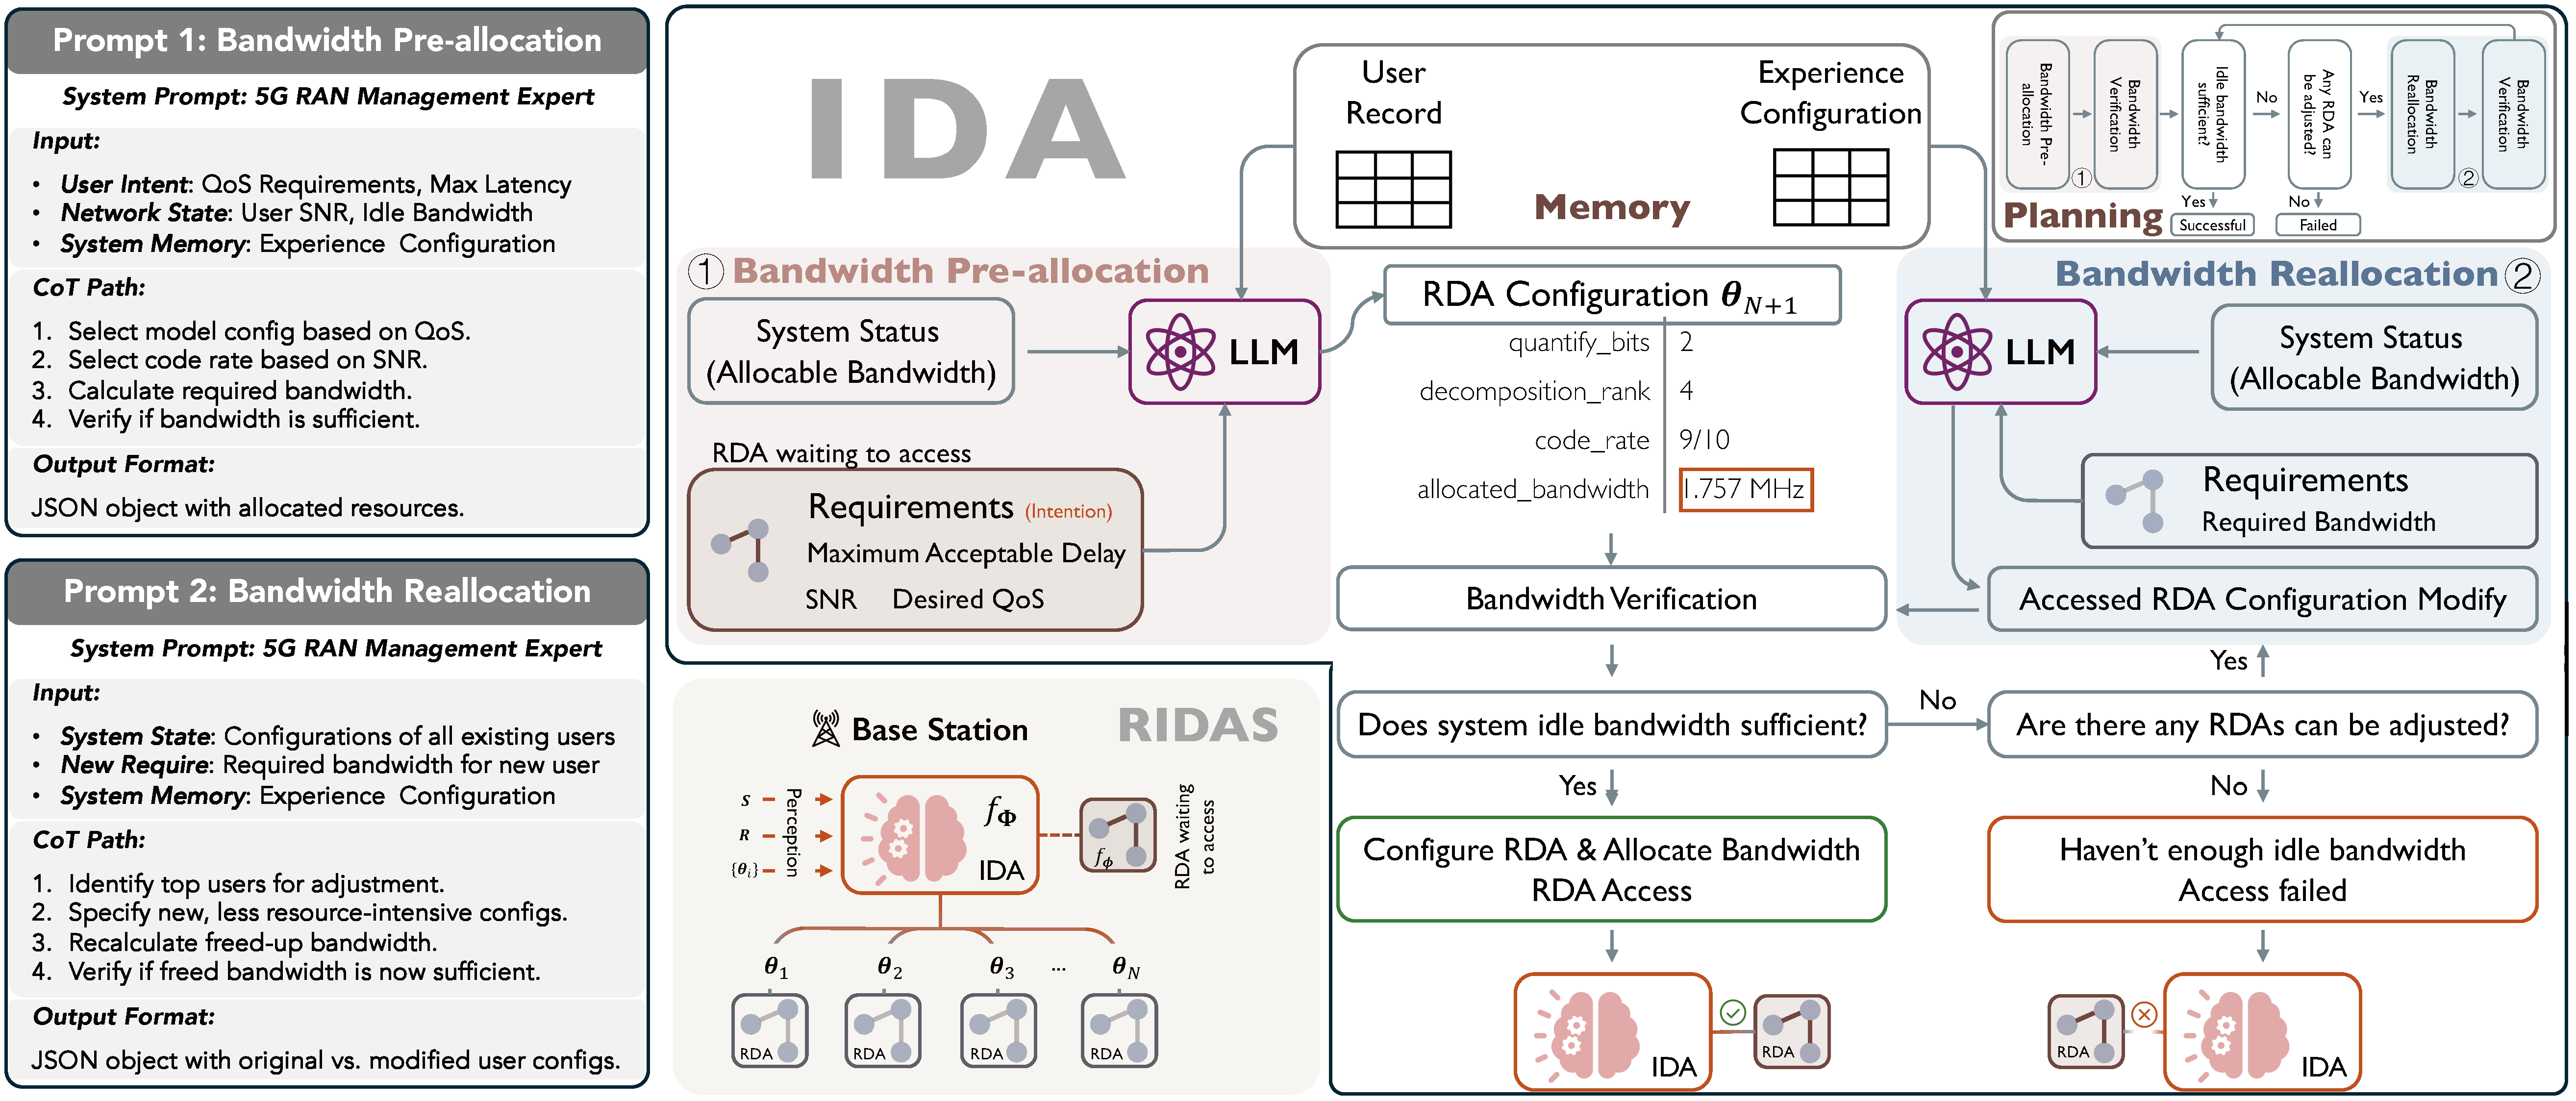 Prompt 1: Bandwidth Pre-allocation
System Prompt: 5G RAN Management Expert
Input:
• User Intent: QoS Requirements, Max Latency
• Network State: User SNR, Idle Bandwidth
• System Memory: Experience Configuration
CoT Path:
1. Select model config based on QoS.
2. Select code rate based on SNR.
3. Calculate required bandwidth.
4. Verify if bandwidth is sufficient.
Output Format:
JSON object with allocated resources.
Prompt 2: Bandwidth Reallocation
System Prompt: 5G RAN Management Expert
Input:
• System State: Configurations of all existing users
• New Require: Required bandwidth for new user
• System Memory: Experience Configuration
CoT Path:
1. Identify top users for adjustment.
2. Specify new, less resource-intensive configs.
3. Recalculate freed-up bandwidth.
4. Verify if freed bandwidth is now sufficient.
Output Format:
JSON object with original vs. modified user configs.
IDA
User
Record
Experience
Configuration
Memory
Bandwidth Pre-
allocation
Bandwidth
Verification
①
Idle bandwidth
sufficient?
No
Any RDA can
be adjusted?
Yes
Bandwidth
Reallocation
②
Bandwidth
Verification
Yes
Successful
No
Failed
Planning
① Bandwidth Pre-allocation
System Status
(Allocable Bandwidth)
LLM
RDA waiting to access
Requirements (Intention)
Maximum Acceptable Delay
SNR Desired QoS
RDA Configuration θN+1
quantify_bits 2
decomposition_rank 4
code_rate 9/10
allocated_bandwidth 1.757 MHz
Bandwidth Reallocation ②
LLM
System Status
(Allocable Bandwidth)
Requirements
Required Bandwidth
Accessed RDA Configuration Modify
Bandwidth Verification
Yes
Does system idle bandwidth sufficient?
No
Are there any RDAs can be adjusted?
Yes
No
Configure RDA & Allocate Bandwidth
RDA Access
Haven't enough idle bandwidth
Access failed
IDA
RDA
RDA
IDA
RIDAS
Base Station
S
R
{θi}
Perception
fΦ
IDA
fϕ
RDA waiting
to access
θ1 θ2 θ3 ... θN
RDA RDA RDA RDA